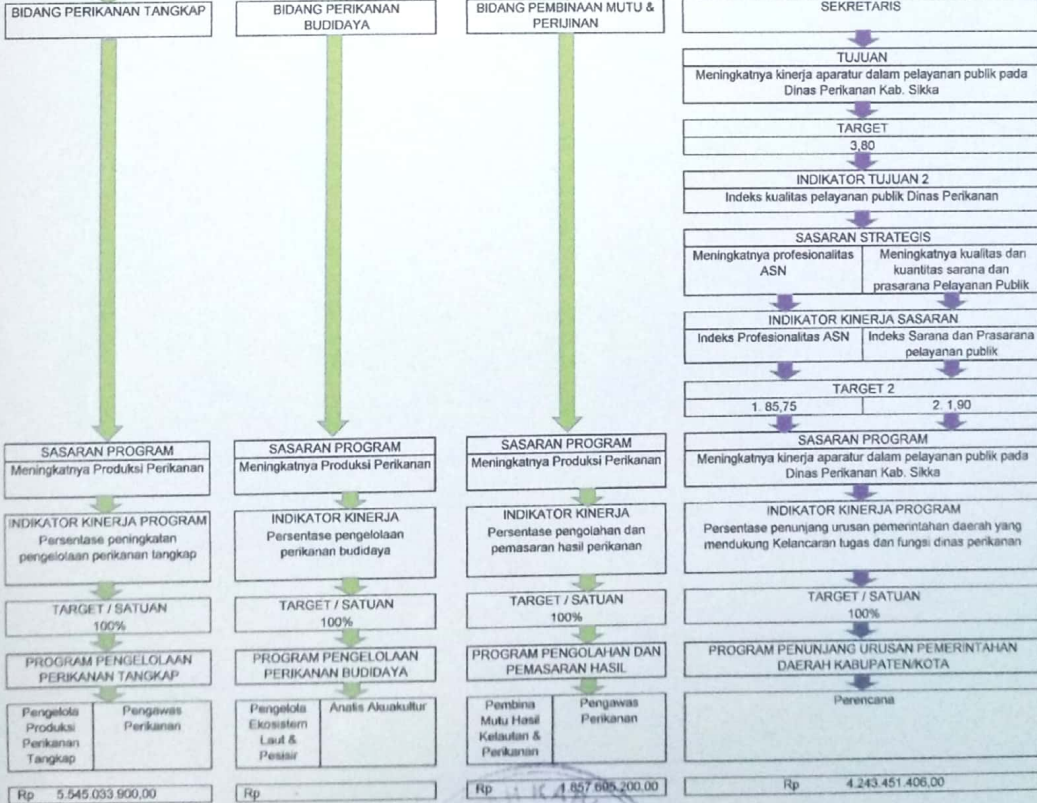 BIDANG PERIKANAN TANGKAP
BIDANG PERIKANAN
BUDIDAYA
BIDANG PEMBINAAN MUTU &
PERIJINAN
SEKRETARIS
TUJUAN
Meningkatnya kinerja aparatur dalam pelayanan publik pada
Dinas Perikanan Kab. Sikka
TARGET
3,80
INDIKATOR TUJUAN 2
Indeks kualitas pelayanan publik Dinas Perikanan
SASARAN STRATEGIS
Meningkatnya profesionalitas
ASN
Meningkatnya kualitas dan
kuantitas sarana dan
prasarana Pelayanan Publik
INDIKATOR KINERJA SASARAN
Indeks Profesionalitas ASN
Indeks Sarana dan Prasarana
pelayanan publik
TARGET 2
1. 85,75
2. 1,90
SASARAN PROGRAM
Meningkatnya Produksi Perikanan
SASARAN PROGRAM
Meningkatnya Produksi Perikanan
SASARAN PROGRAM
Meningkatnya Produksi Perikanan
SASARAN PROGRAM
Meningkatnya kinerja aparatur dalam pelayanan publik pada
Dinas Perikanan Kab. Sikka
INDIKATOR KINERJA PROGRAM
Persentase peningkatan
pengelolaan perikanan tangkap
INDIKATOR KINERJA
Persentase pengelolaan
perikanan budidaya
INDIKATOR KINERJA
Persentase pengolahan dan
pemasaran hasil perikanan
INDIKATOR KINERJA PROGRAM
Persentase penunjang urusan pemerintahan daerah yang
mendukung Kelancaran tugas dan fungsi dinas perikanan
TARGET / SATUAN
100%
TARGET / SATUAN
100%
TARGET / SATUAN
100%
TARGET / SATUAN
100%
PROGRAM PENGELOLAAN
PERIKANAN TANGKAP
PROGRAM PENGELOLAAN
PERIKANAN BUDIDAYA
PROGRAM PENGOLAHAN DAN
PEMASARAN HASIL
PROGRAM PENUNJANG URUSAN PEMERINTAHAN
DAERAH KABUPATEN/KOTA
Pengelola
Produksi
Perikanan
Tangkap
Pengawas
Perikanan
Pengelola
Ekosistem
Laut &
Pesisir
Analis Akuakultur
Pembina
Mutu Hasil
Kelautan &
Perikanan
Pengawas
Perikanan
Perencana
Rp 5.545.033.900,00
Rp
Rp 1.857.605.200.00
Rp 4.243.451.406,00